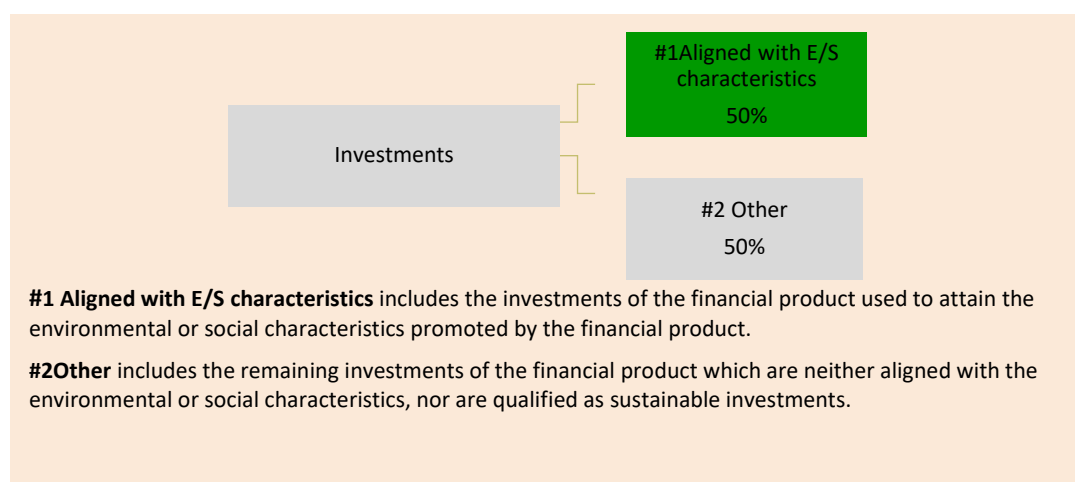 #1Aligned with E/S
characteristics
50%
Investments
#2 Other
50%
#1 Aligned with E/S characteristics includes the investments of the financial product used to attain the
environmental or social characteristics promoted by the financial product.
#2Other includes the remaining investments of the financial product which are neither aligned with the
environmental or social characteristics, nor are qualified as sustainable investments.